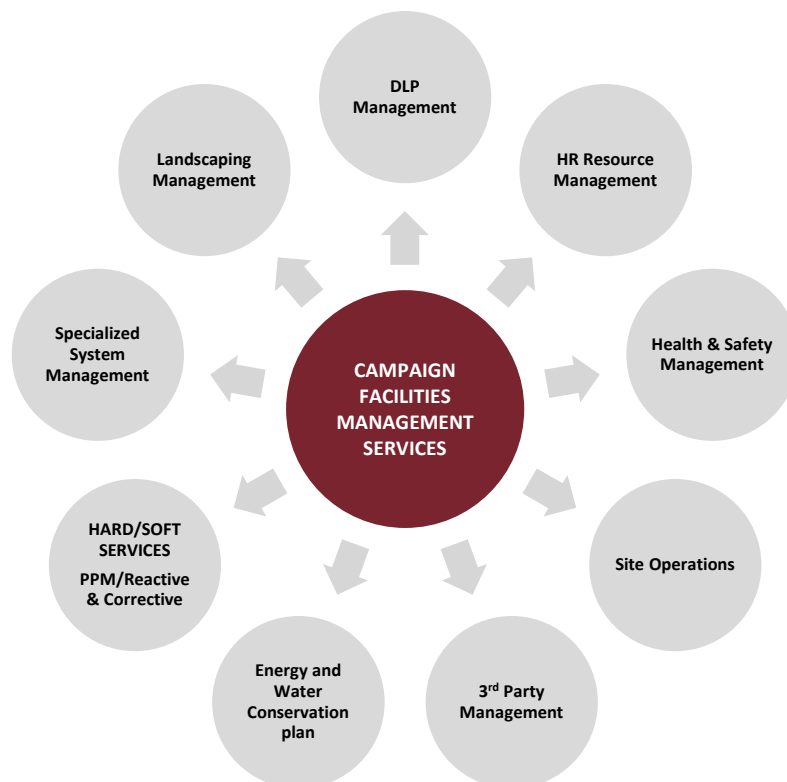 DLP
Management
HR Resource
Management
Health & Safety
Management
Site Operations
3rd Party
Management
Energy and
Water
Conservation
plan
HARD/SOFT
SERVICES
PPM/Reactive
& Corrective
Specialized
System
Management
Landscaping
Management
CAMPAIGN
FACILITIES
MANAGEMENT
SERVICES